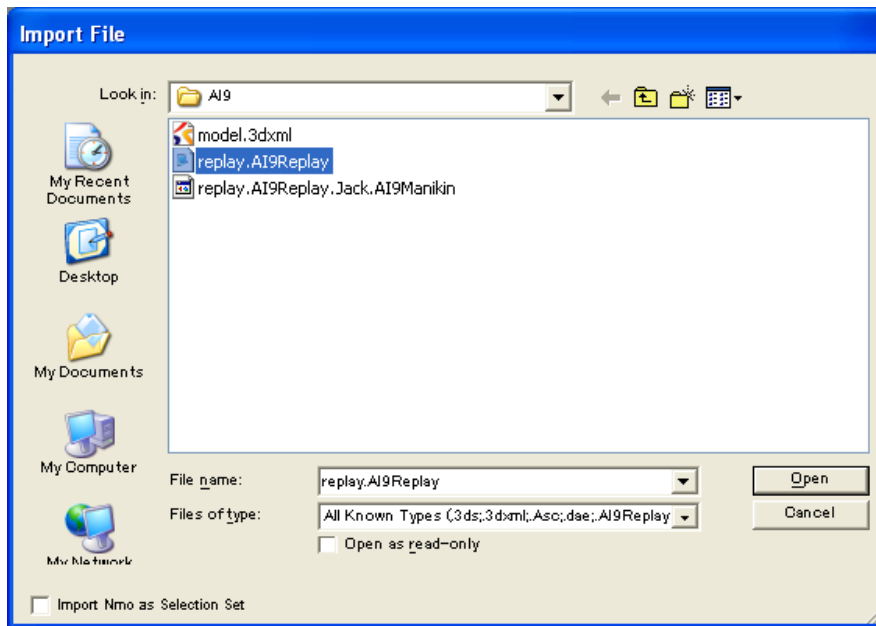 Import File
Look in:
AI9
model.3dxml
replay.AI9Replay
replay.AI9Replay.Jack.AI9Manikin
My Recent
Documents
Desktop
My Documents
My Computer
My Network
File name:
replay.AI9Replay
Open
Files of type:
All Known Types (.3ds;.3dxml;.Asc;.dae;.AI9Replay
Cancel
Open as read-only
Import Nmo as Selection Set